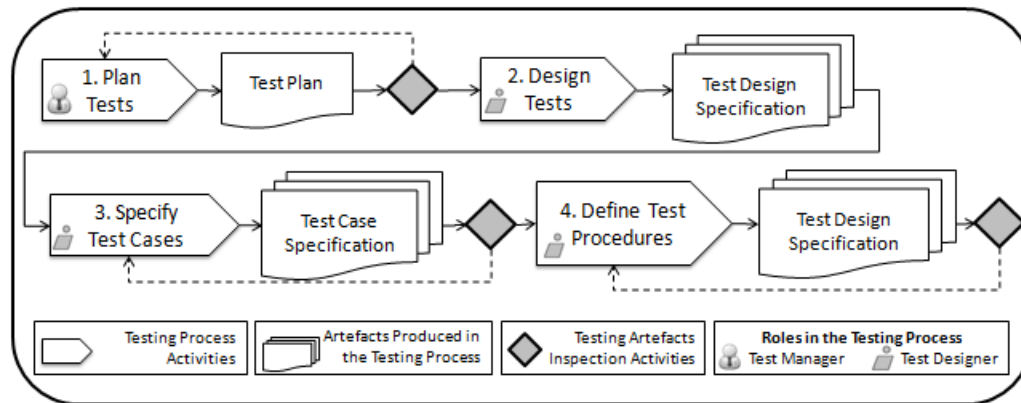 1. Plan
Tests
Test Plan
2. Design
Tests
Test Design
Specification
3. Specify
Test Cases
Test Case
Specification
4. Define Test
Procedures
Test Design
Specification
Testing Process
Activities
Artefacts Produced in
the Testing Process
Testing Artefacts
Inspection Activities
Roles in the Testing Process
Test Manager
Test Designer